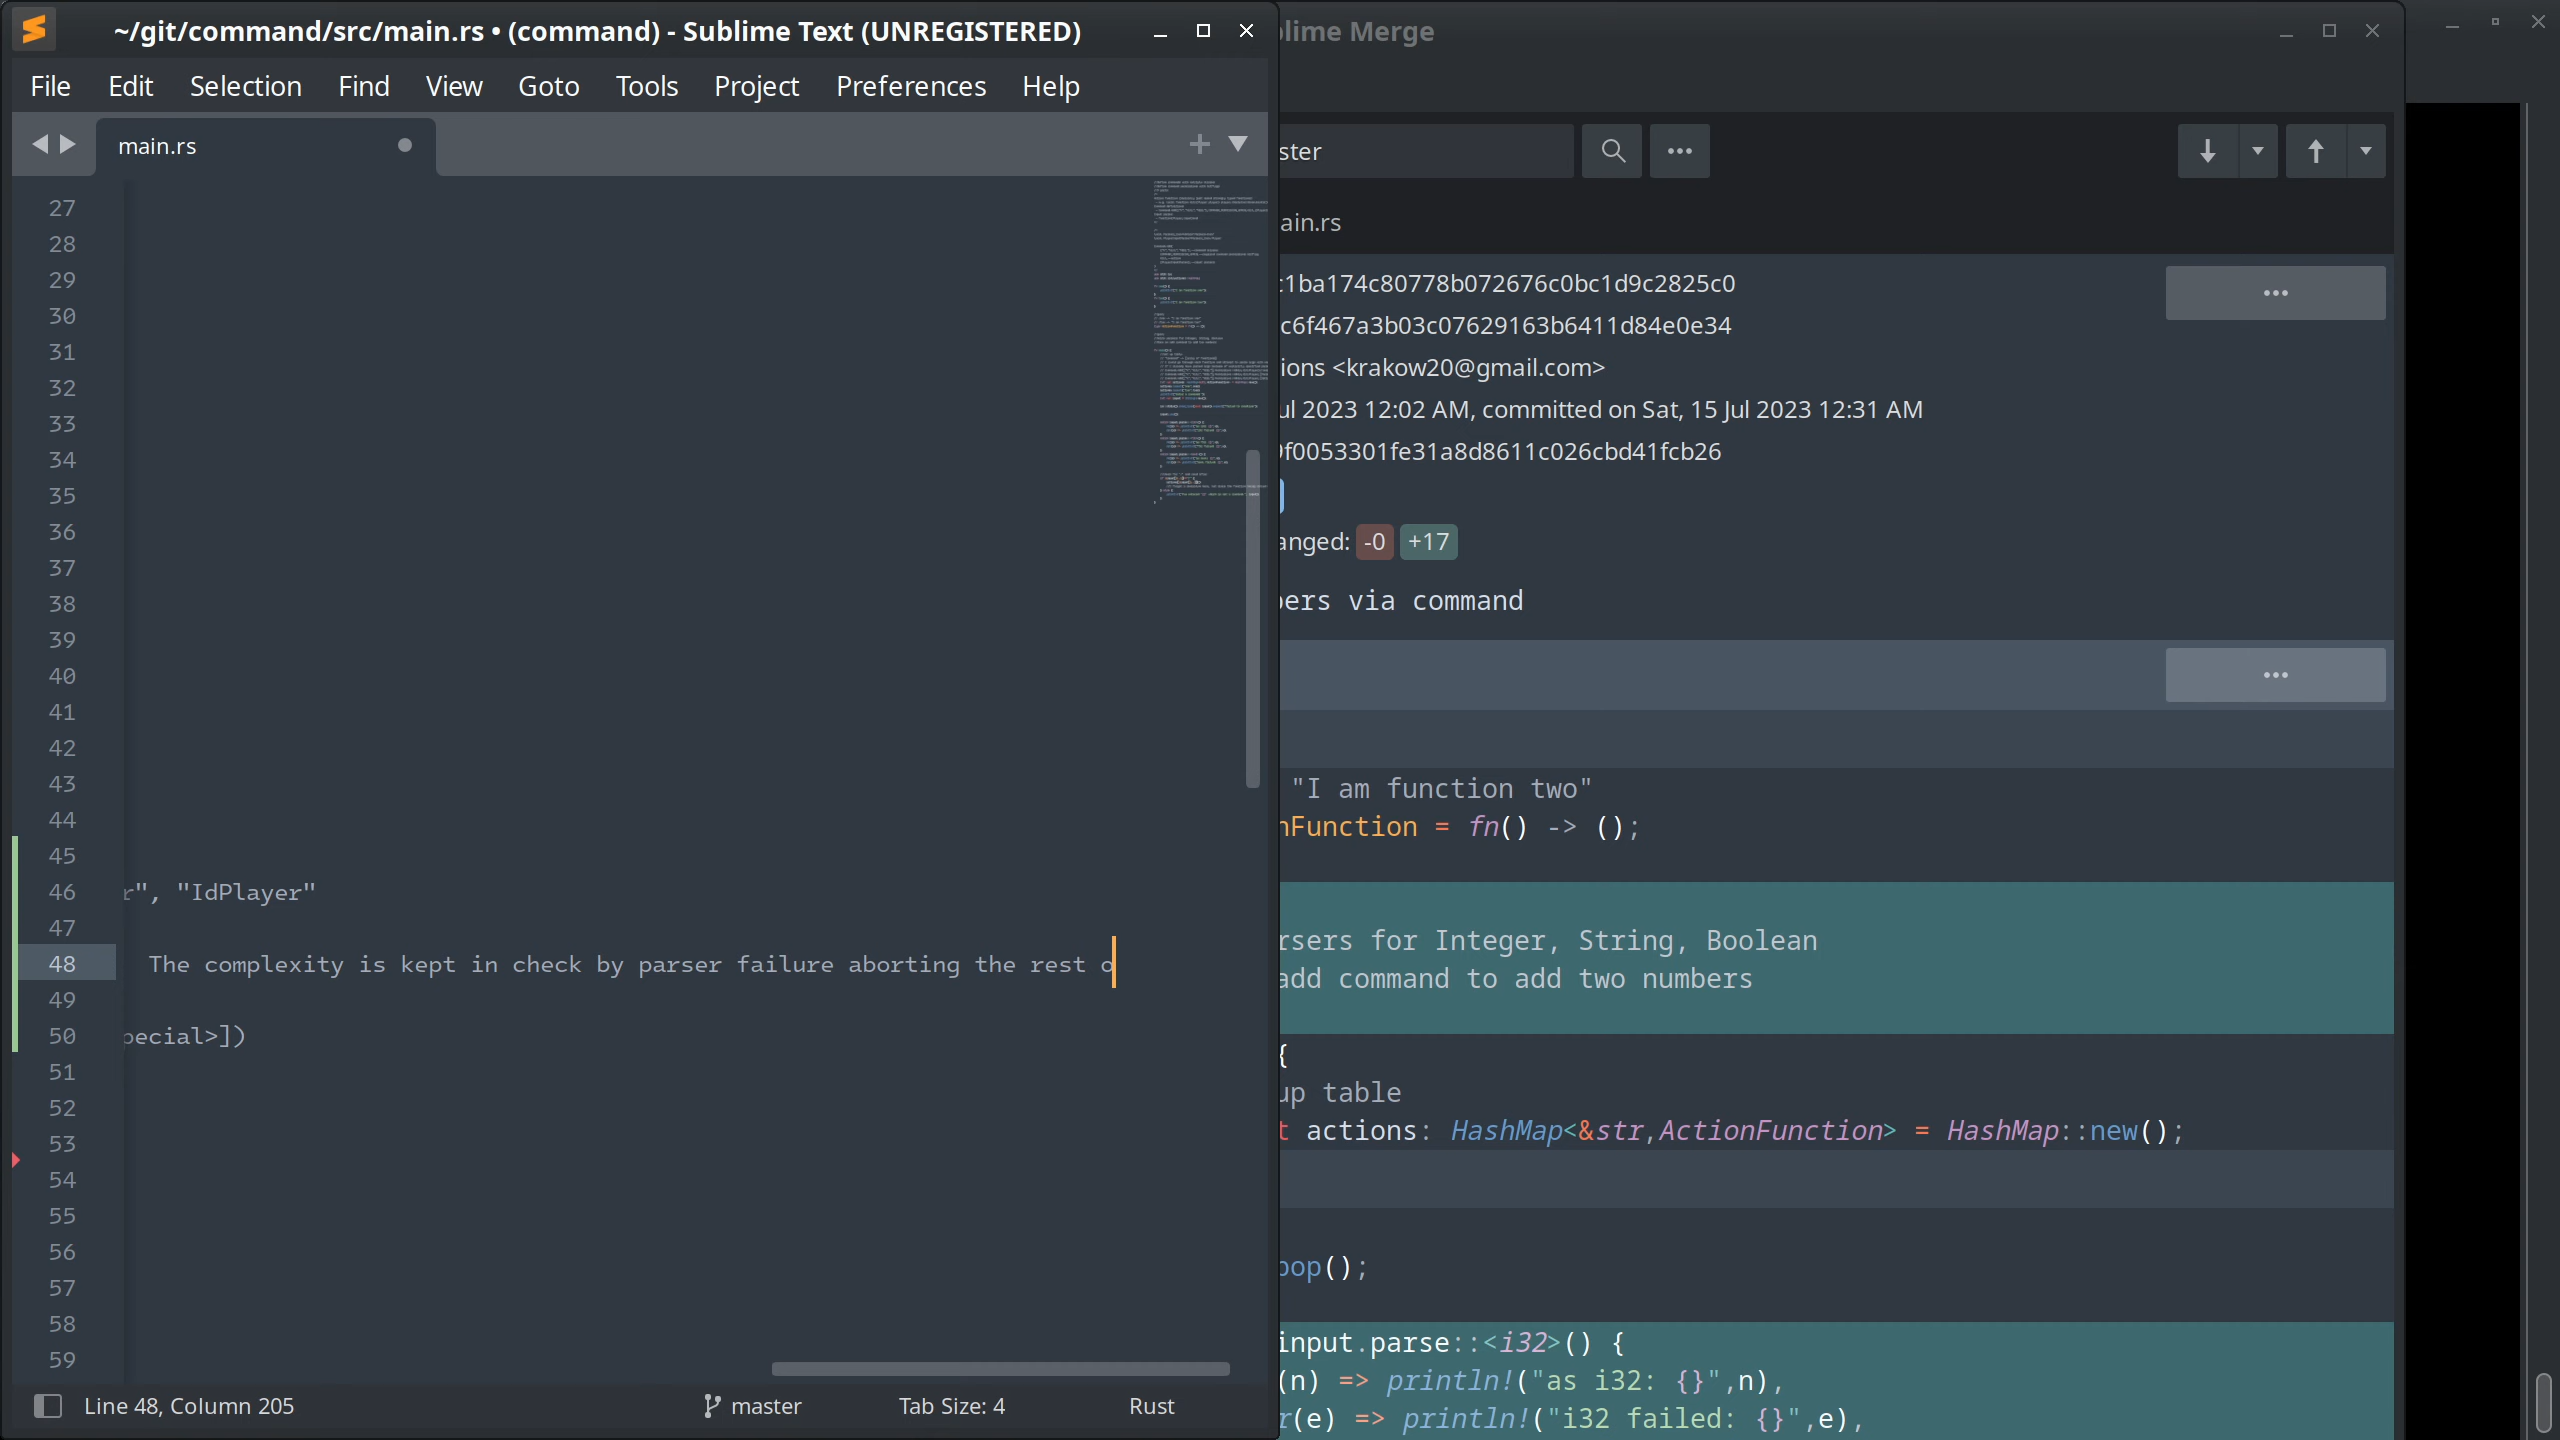 ~/git/command/src/main.rs • (command) - Sublime Text (UNREGISTERED)
File Edit Selection Find View Goto Tools Project Preferences Help
main.rs
27
28
29
30
31
32
33
34
35
36
37
38
39
40
41
42
43
44
45
46 r", "IdPlayer"
47
48 The complexity is kept in check by parser failure aborting the rest o
49
50 pecial>])
51
52
53
54
55
56
57
58
59
Line 48, Column 205 master Tab Size: 4 Rust
blime Merge
ster
ain.rs
c1ba174c80778b072676c0bc1d9c2825c0
c6f467a3b03c07629163b6411d84e0e34
ions <krakow20@gmail.com>
ul 2023 12:02 AM, committed on Sat, 15 Jul 2023 12:31 AM
9f0053301fe31a8d8611c026cbd41fcb26
anged: -0 +17
bers via command
"I am function two"
nFunction = fn() -> ();
rsers for Integer, String, Boolean
add command to add two numbers
{
up table
t actions: HashMap<&str,ActionFunction> = HashMap::new();
pop();
input.parse::<i32>() {
(n) => println!("as i32: {}",n),
r(e) => println!("i32 failed: {}",e),